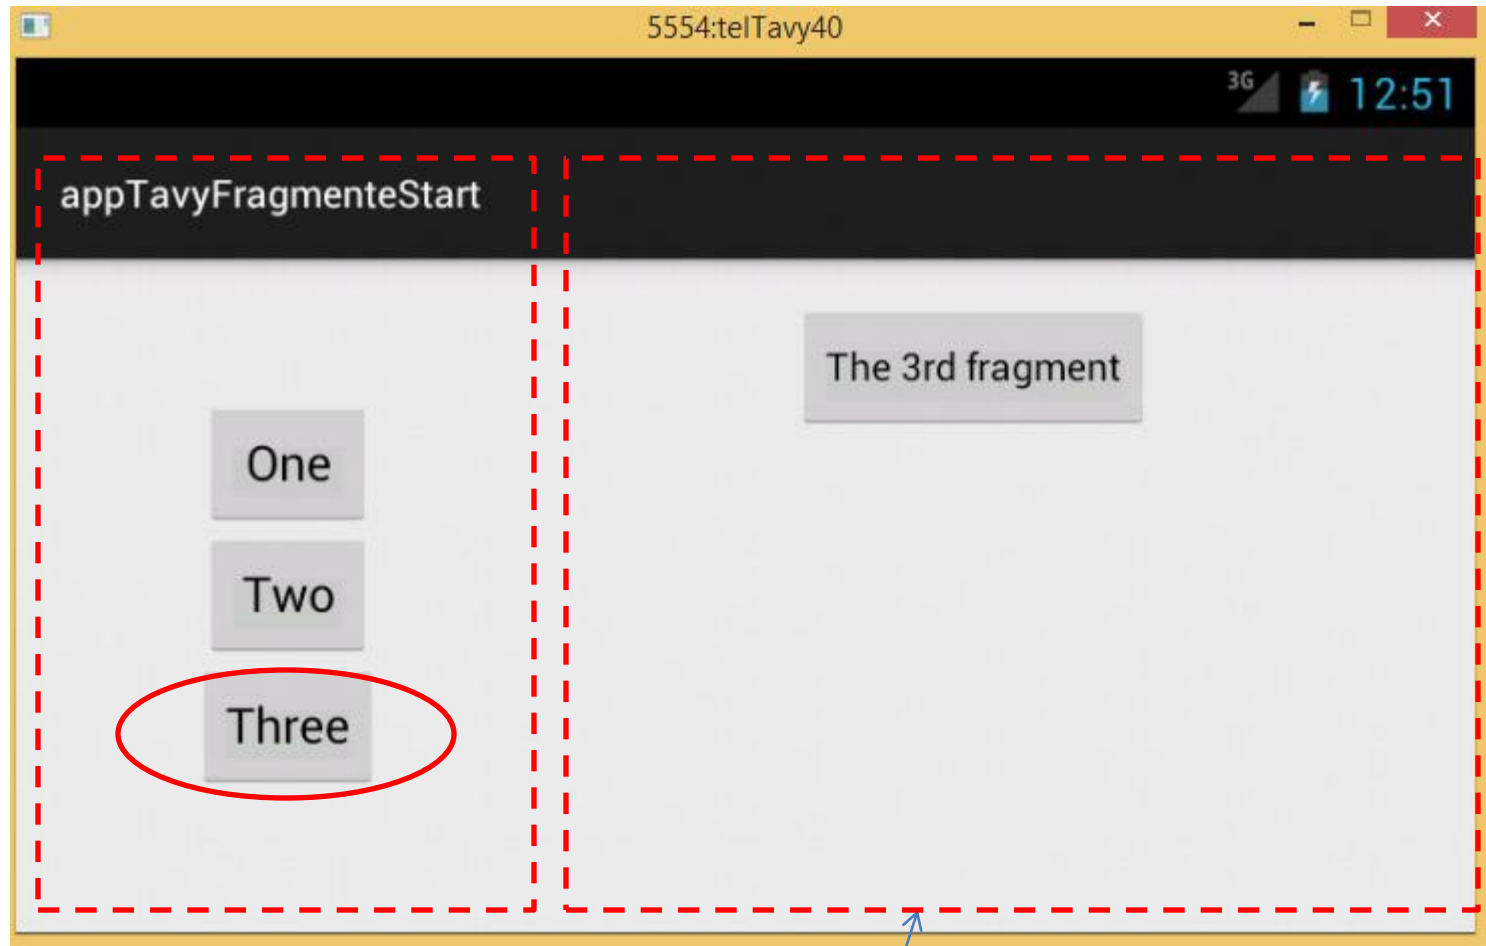 5554:telTavy40
3G 12:51
appTavyFragmenteStart
The 3rd fragment
One
Two
Three